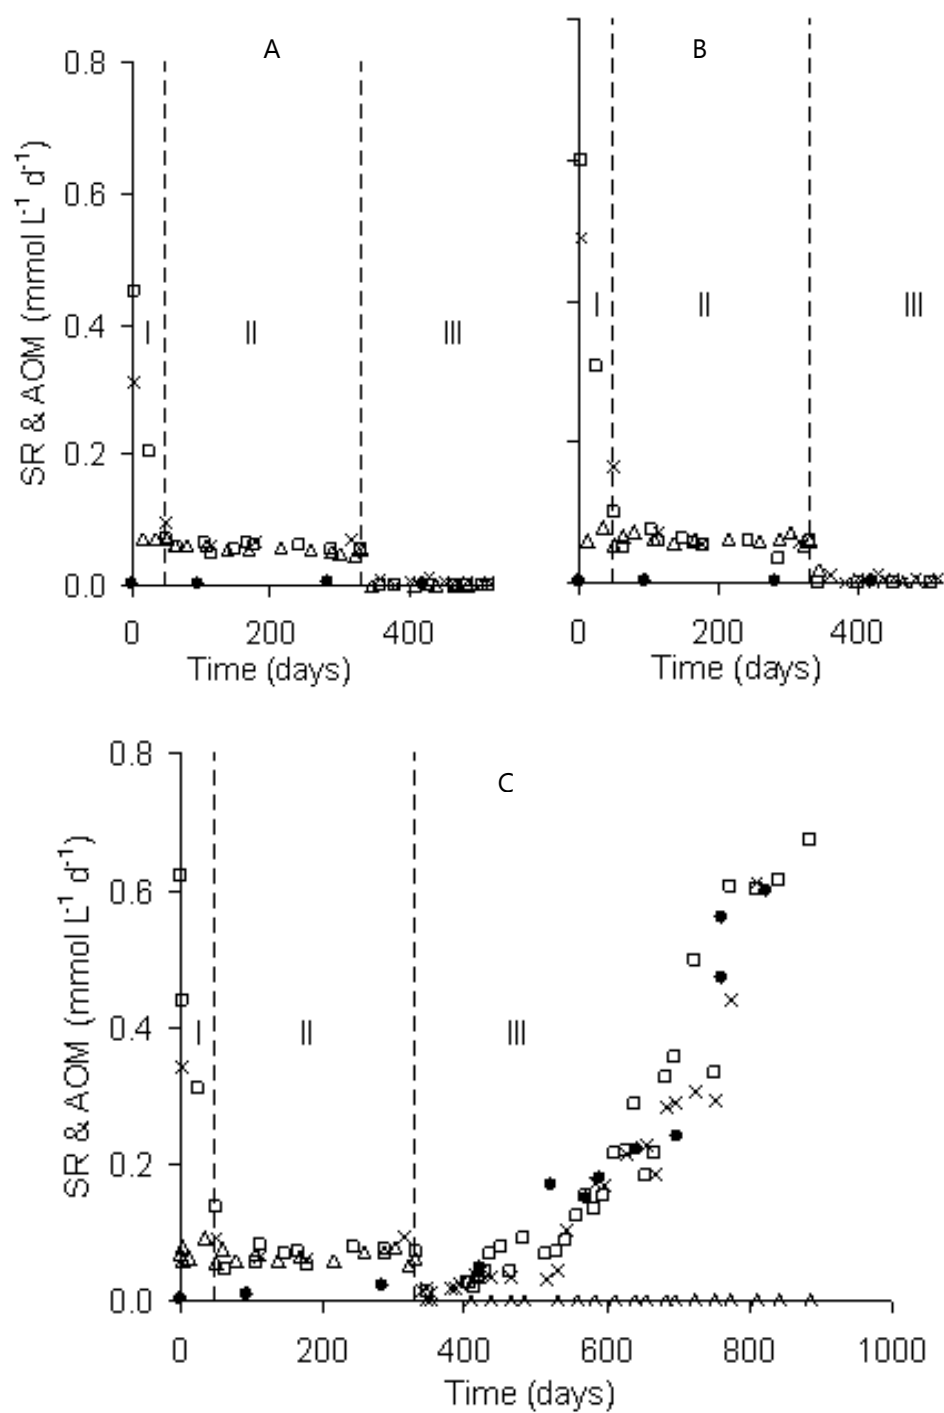 A
B
0.8
0.6
0.4
0.2
0.0
SR & AOM (mmol L-1 d-1)
I
II
III
I
II
III
0
200
400
0
200
400
Time (days)
Time (days)
C
0.8
0.6
0.4
0.2
0.0
SR & AOM (mmol L-1 d-1)
I
II
III
0
200
400
600
800
1000
Time (days)